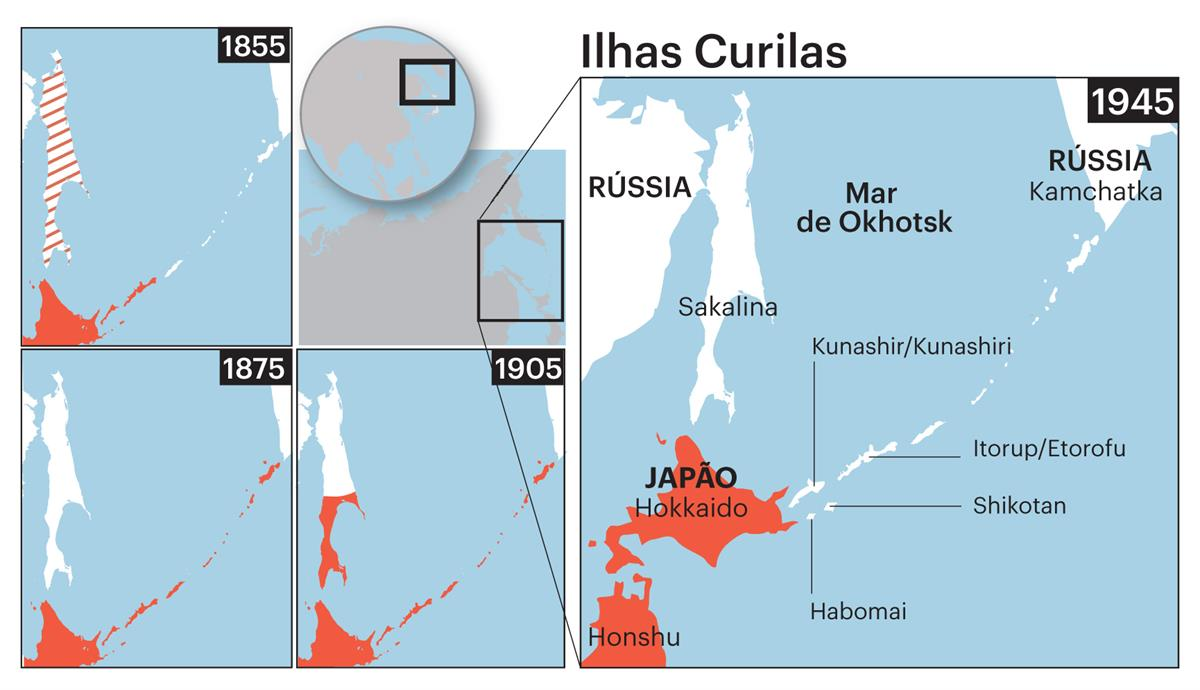 1855
Ilhas Curilas
1945
RÚSSIA
Kamchatka
RÚSSIA
Mar
de Okhotsk
Sakalina
Kunashir/Kunashiri
1875
1905
Itorup/Etorofu
JAPÃO
Hokkaido
Shikotan
Habomai
Honshu